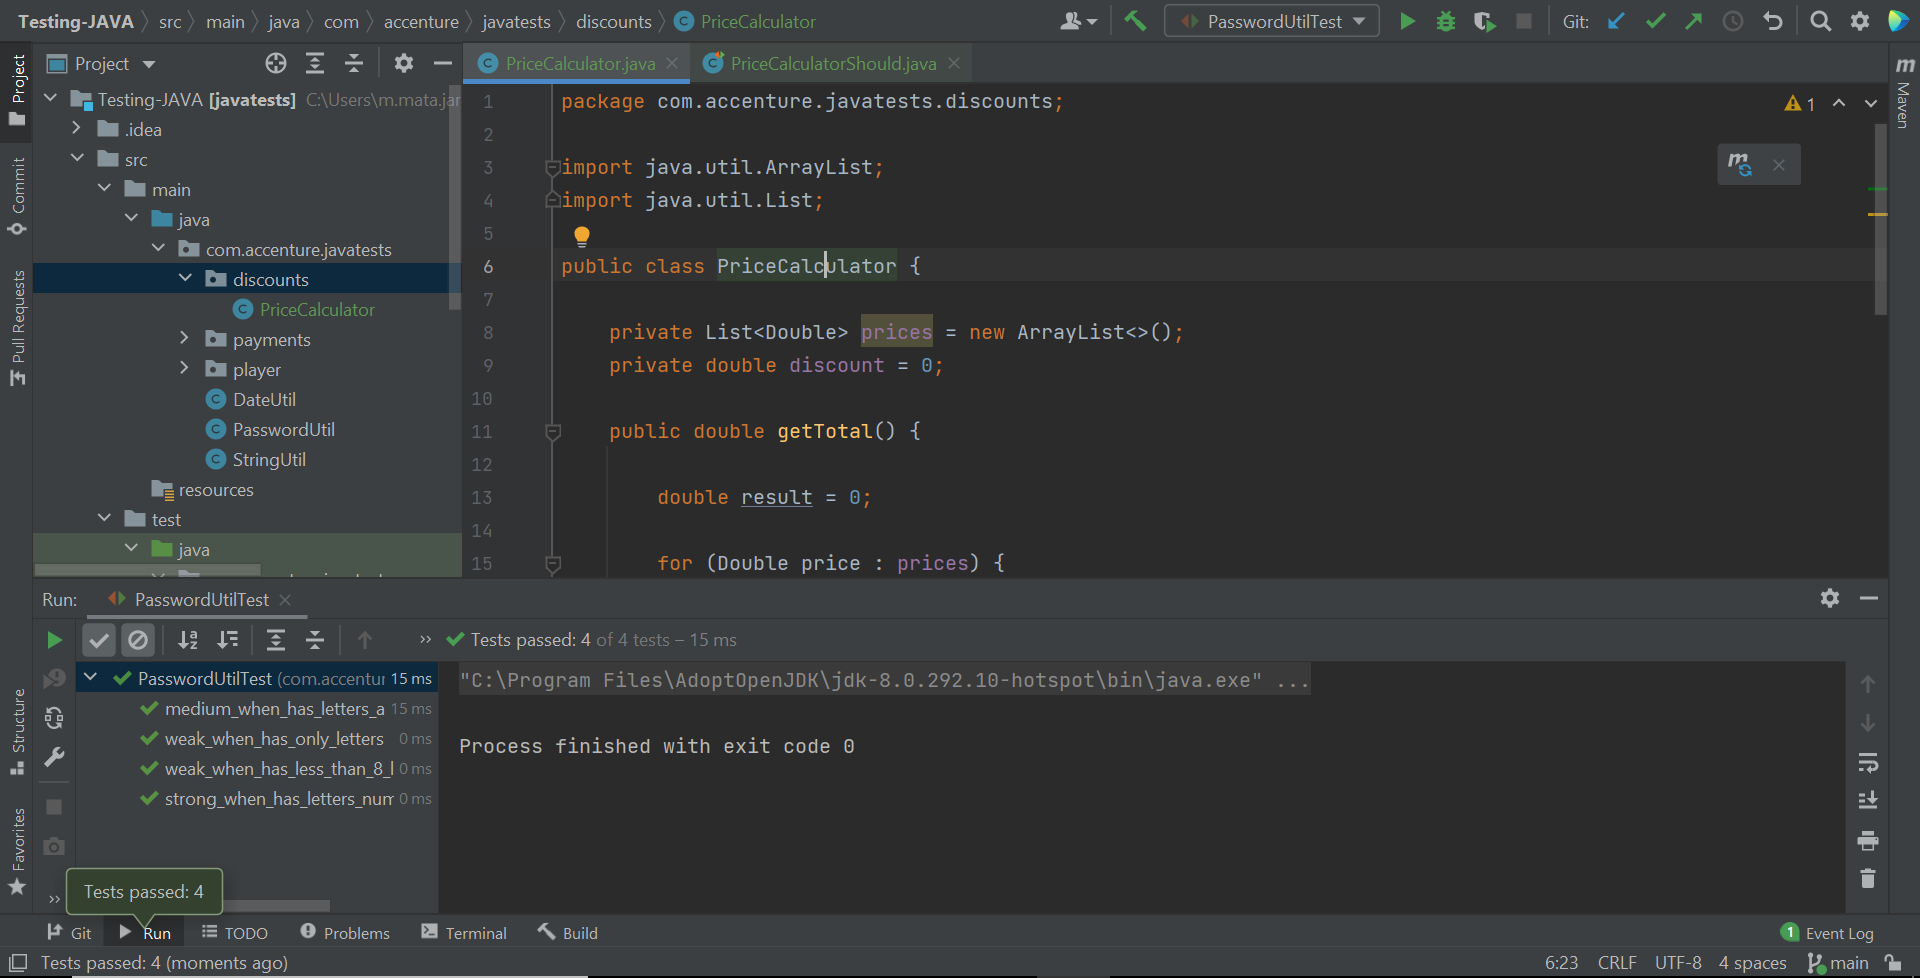 Testing-JAVA src main java com accenture javatests discounts PriceCalculator PasswordUtilTest Git:
Project PriceCalculator.java PriceCalculatorShould.java
Project
Commit
Pull Requests
Structure
Favorites
Maven
Testing-JAVA [javatests] C:\Users\m.mata.jar
.idea
src
main
java
com.accenture.javatests
discounts
PriceCalculator
payments
player
DateUtil
PasswordUtil
StringUtil
resources
test
java
1 package com.accenture.javatests.discounts;
1
2
3 import java.util.ArrayList;
4 import java.util.List;
5
6 public class PriceCalculator {
7
8 private List<Double> prices = new ArrayList<>();
9 private double discount = 0;
10
11 public double getTotal() {
12
13 double result = 0;
14
15 for (Double price : prices) {
Run: PasswordUtilTest
Tests passed: 4 of 4 tests – 15 ms
PasswordUtilTest (com.accentur 15 ms
medium_when_has_letters_a 15 ms
weak_when_has_only_letters 0 ms
weak_when_has_less_than_8_l 0 ms
strong_when_has_letters_num 0 ms
"C:\Program Files\AdoptOpenJDK\jdk-8.0.292.10-hotspot\bin\java.exe" ...
Process finished with exit code 0
Tests passed: 4
Git Run TODO Problems Terminal Build 1 Event Log
Tests passed: 4 (moments ago) 6:23 CRLF UTF-8 4 spaces main